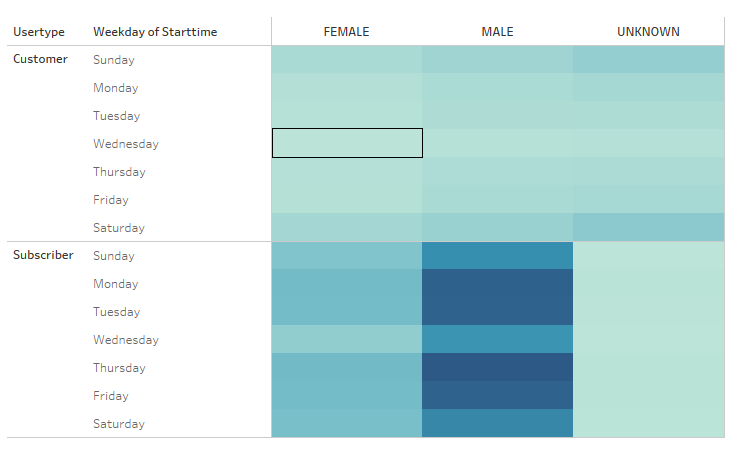 Usertype Weekday of Starttime FEMALE MALE UNKNOWN
Customer Sunday
Monday
Tuesday
Wednesday
Thursday
Friday
Saturday
Subscriber Sunday
Monday
Tuesday
Wednesday
Thursday
Friday
Saturday